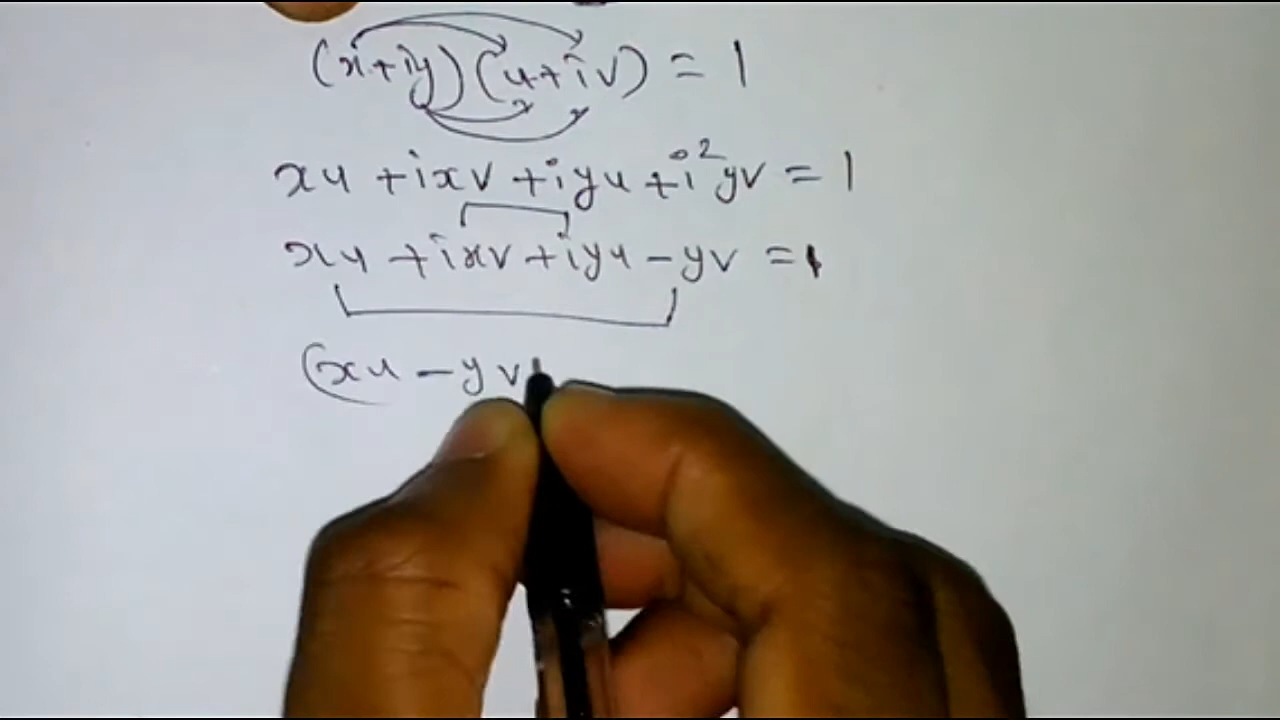 (x+iy)(u+iv) = 1
xu +ixv +iyu +i²yv = 1
xu +ixv +iyu -yv = 1
(xu - yv